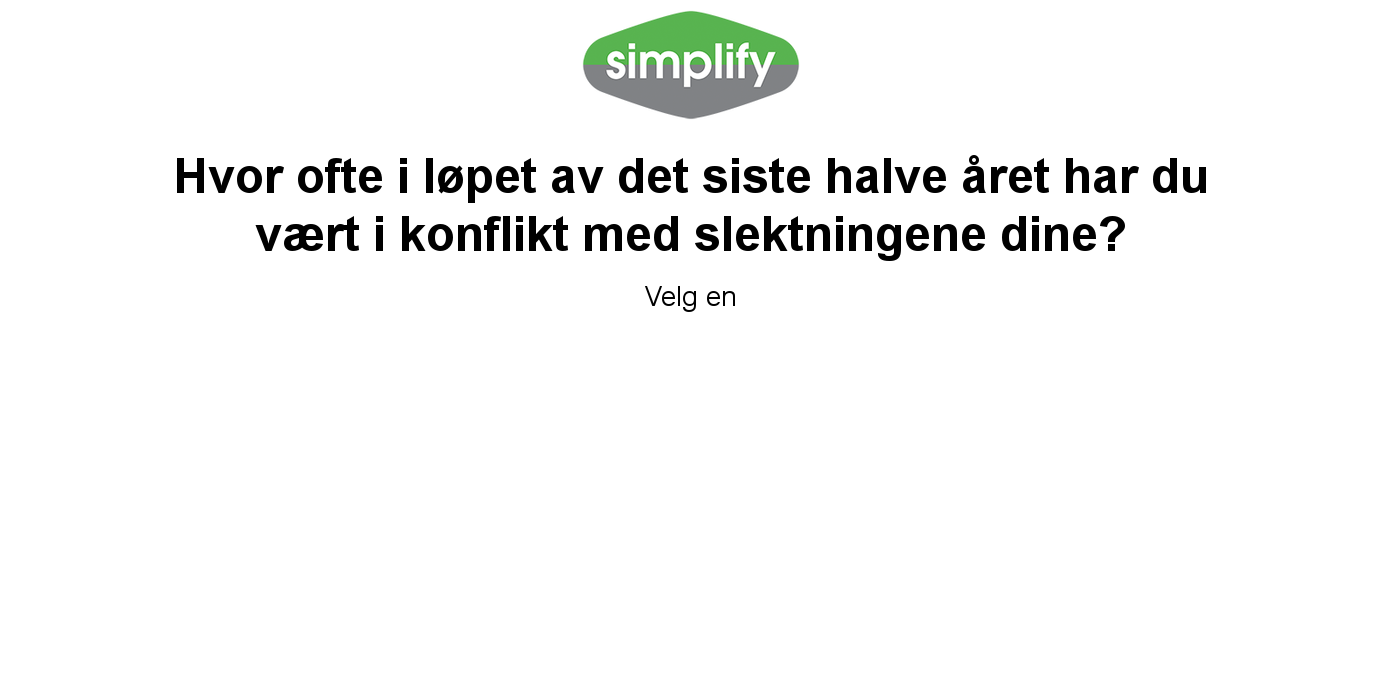 simplify
Hvor ofte i løpet av det siste halve året har du
vært i konflikt med slektningene dine?
Velg en